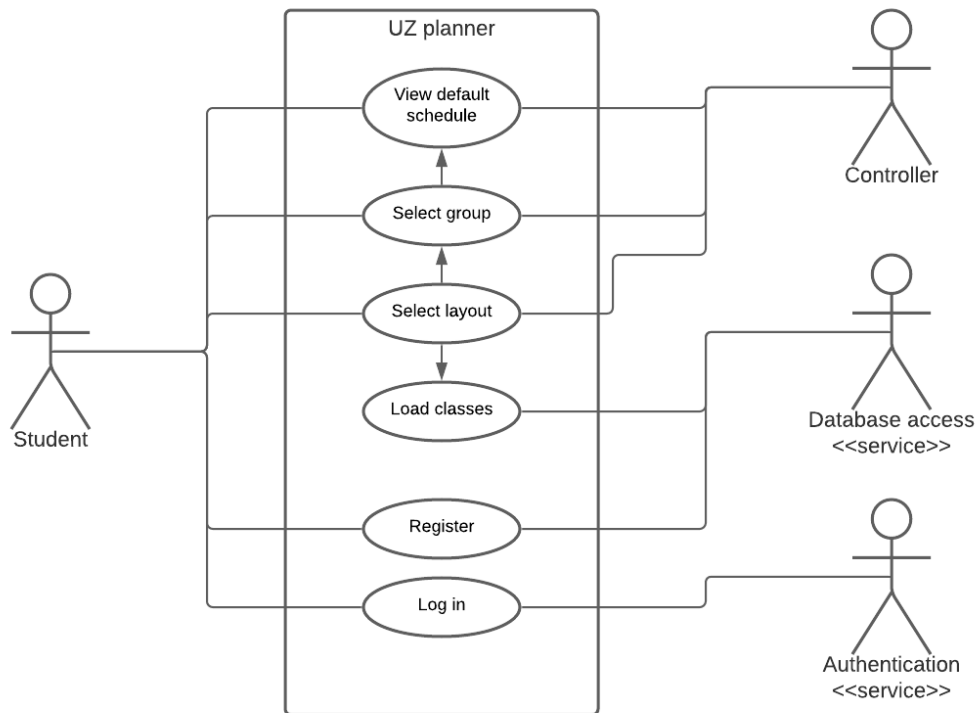 UZ planner
View default
schedule
Select group
Select layout
Load classes
Register
Log in
Student
Controller
Database access
<<service>>
Authentication
<<service>>